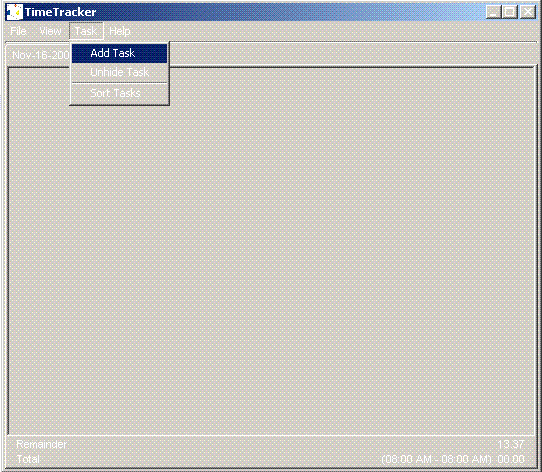 TimeTracker
File View Task Help
Nov-16-200
Add Task
Unhide Task
Sort Tasks
Remainder 13.37
Total (08:00 AM - 08:00 AM) 00.00